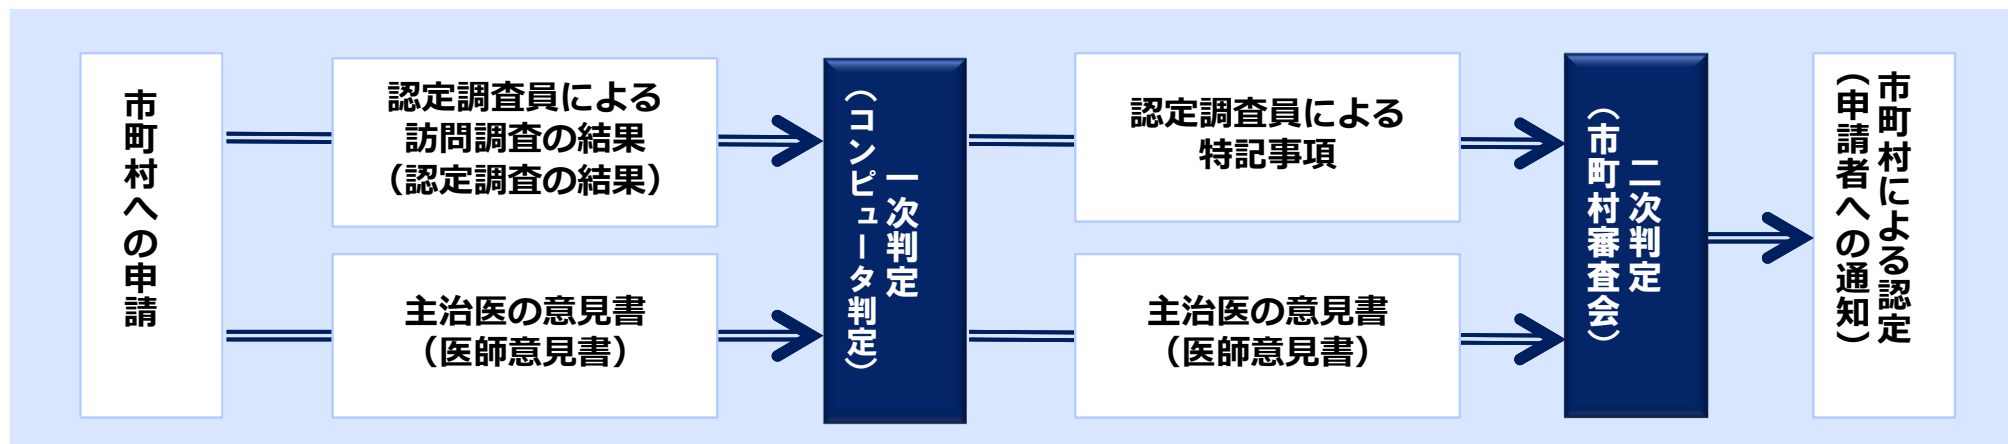 市町村への申請
認定調査員による
訪問調査の結果
（認定調査の結果）
主治医の意見書
（医師意見書）
一次判定
（コンピュータ判定）
認定調査員による
特記事項
主治医の意見書
（医師意見書）
二次判定
（市町村審査会）
市町村による認定
（申請者への通知）